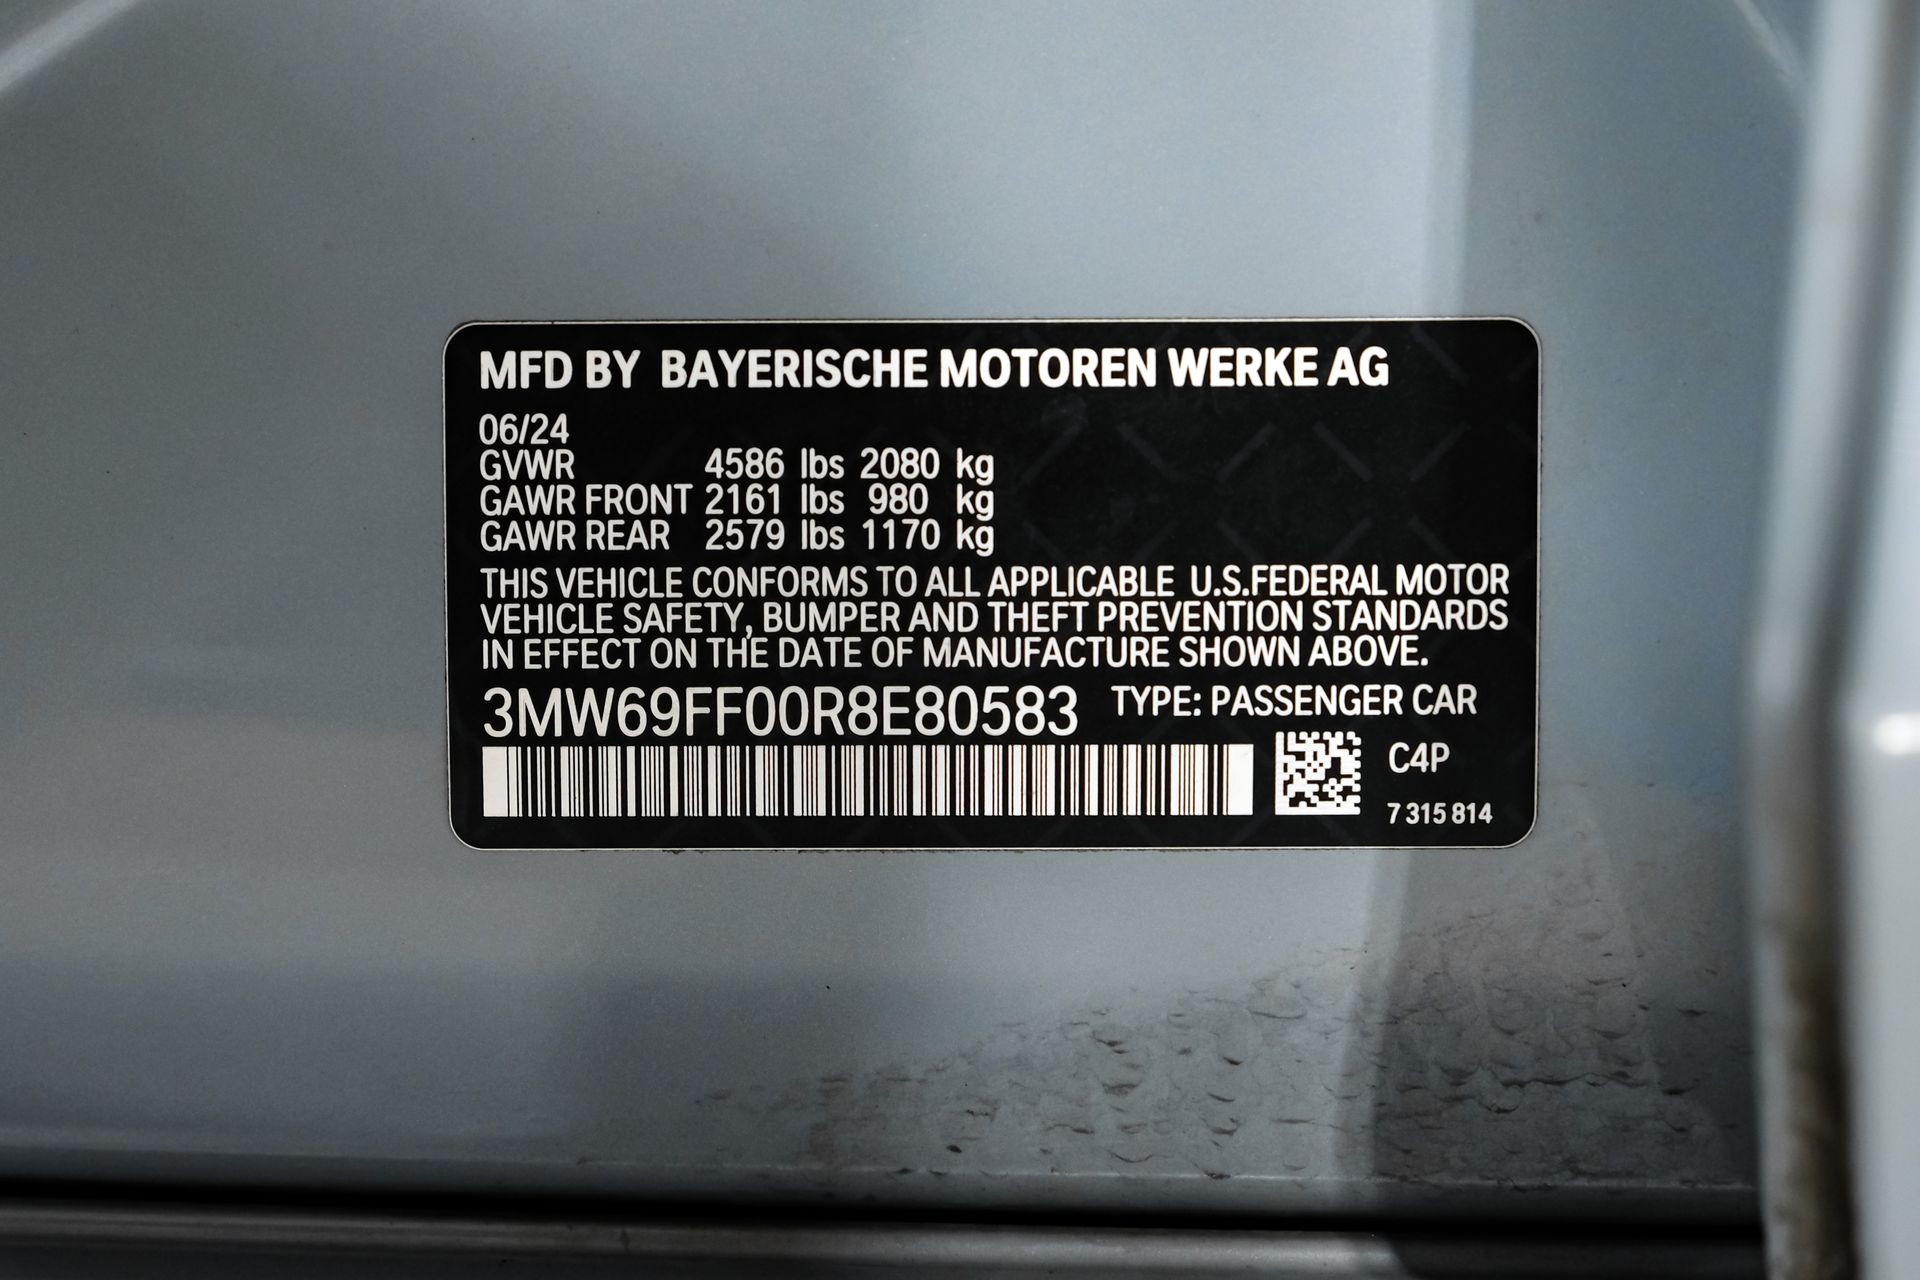 MFD BY BAYERISCHE MOTOREN WERKE AG
06/24
GVWR 4586 lbs 2080 kg
GAWR FRONT 2161 lbs 980 kg
GAWR REAR 2579 lbs 1170 kg
THIS VEHICLE CONFORMS TO ALL APPLICABLE U.S.FEDERAL MOTOR
VEHICLE SAFETY, BUMPER AND THEFT PREVENTION STANDARDS
IN EFFECT ON THE DATE OF MANUFACTURE SHOWN ABOVE.
3MW69FF00R8E80583 TYPE: PASSENGER CAR
C4P
7 315 814